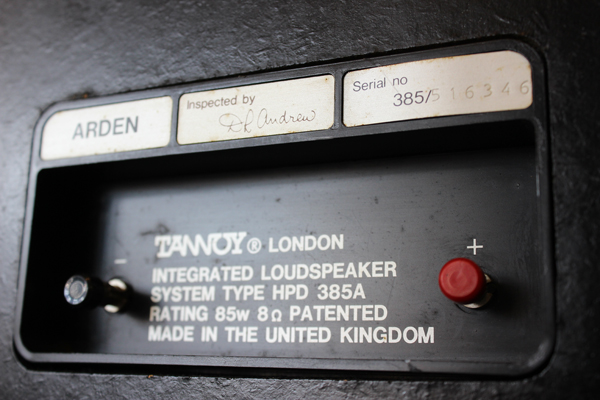 ARDEN
Inspected by
D R Andrew
Serial no
385/516346
TANNOY® LONDON
INTEGRATED LOUDSPEAKER
SYSTEM TYPE HPD 385A
RATING 85w 8Ω PATENTED
MADE IN THE UNITED KINGDOM
− +